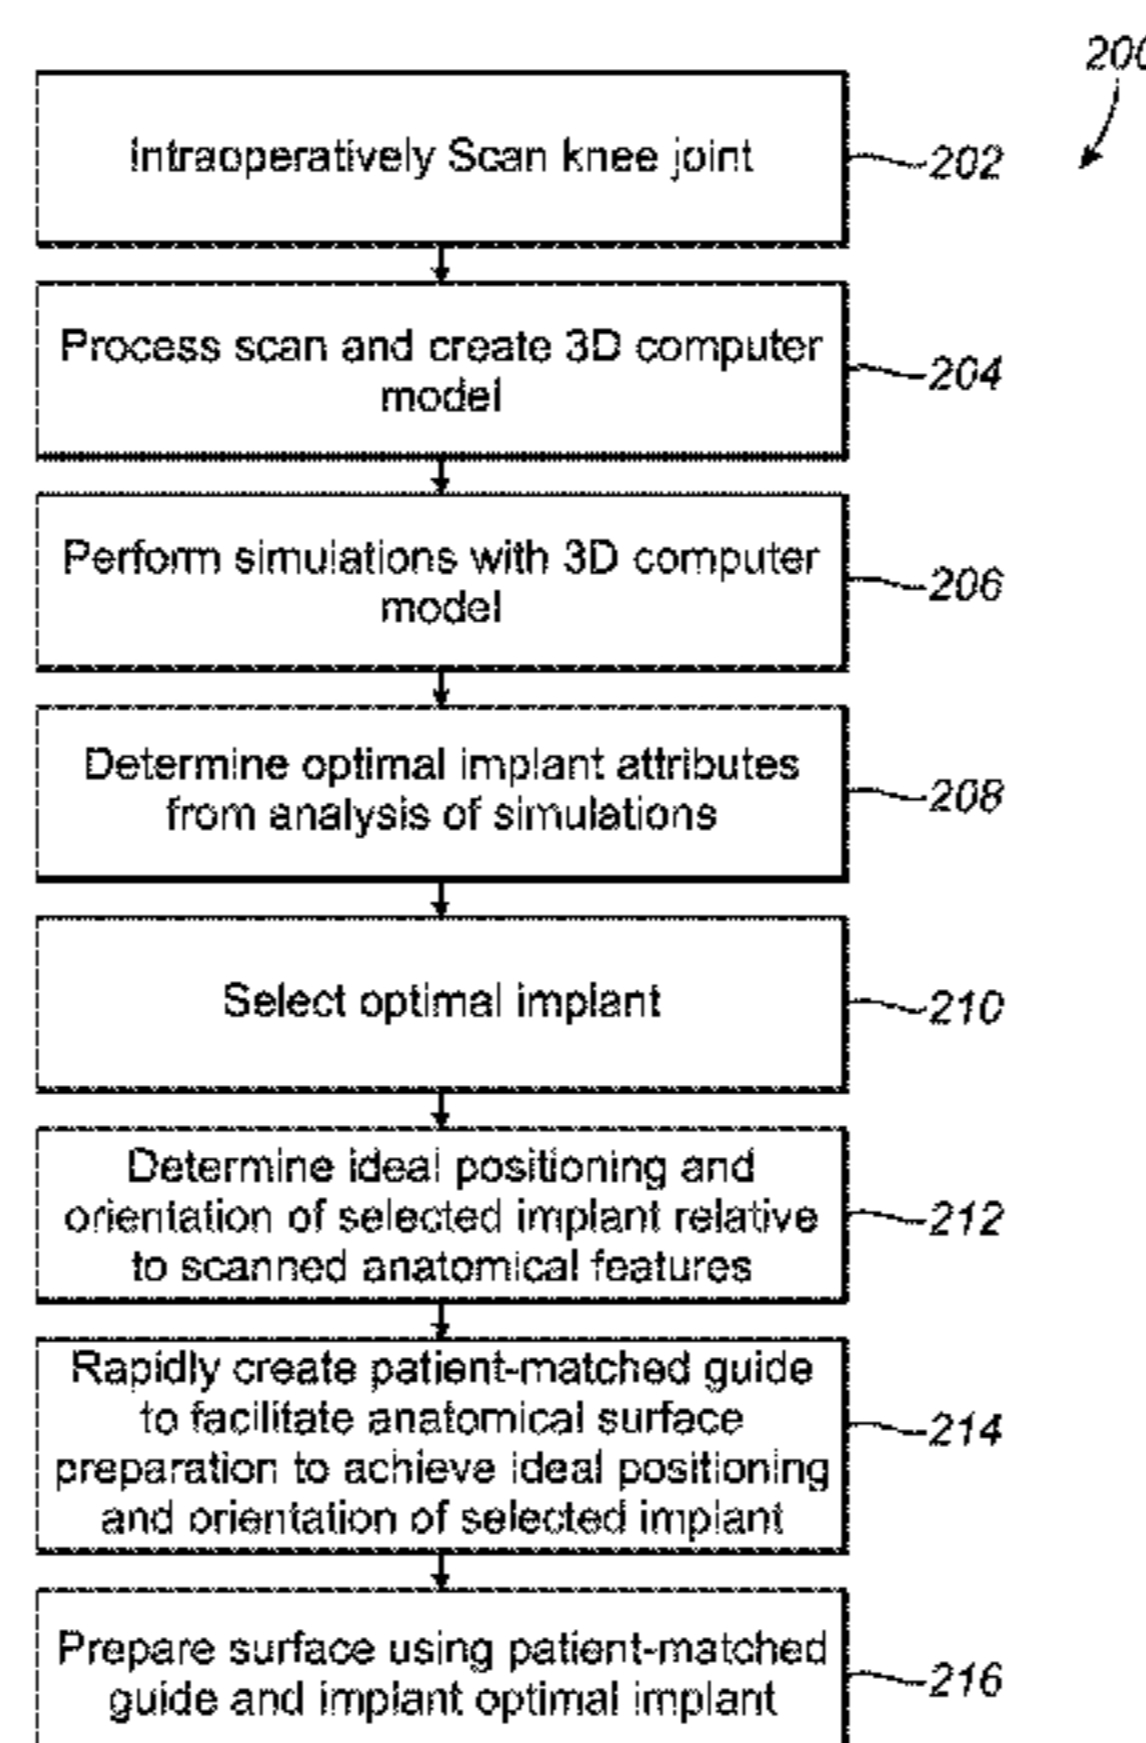 200
Intraoperatively Scan knee joint
202
Process scan and create 3D computer
model
204
Perform simulations with 3D computer
model
206
Determine optimal implant attributes
from analysis of simulations
208
Select optimal implant
210
Determine ideal positioning and
orientation of selected implant relative
to scanned anatomical features
212
Rapidly create patient-matched guide
to facilitate anatomical surface
preparation to achieve ideal positioning
and orientation of selected implant
214
Prepare surface using patient-matched
guide and implant optimal implant
216